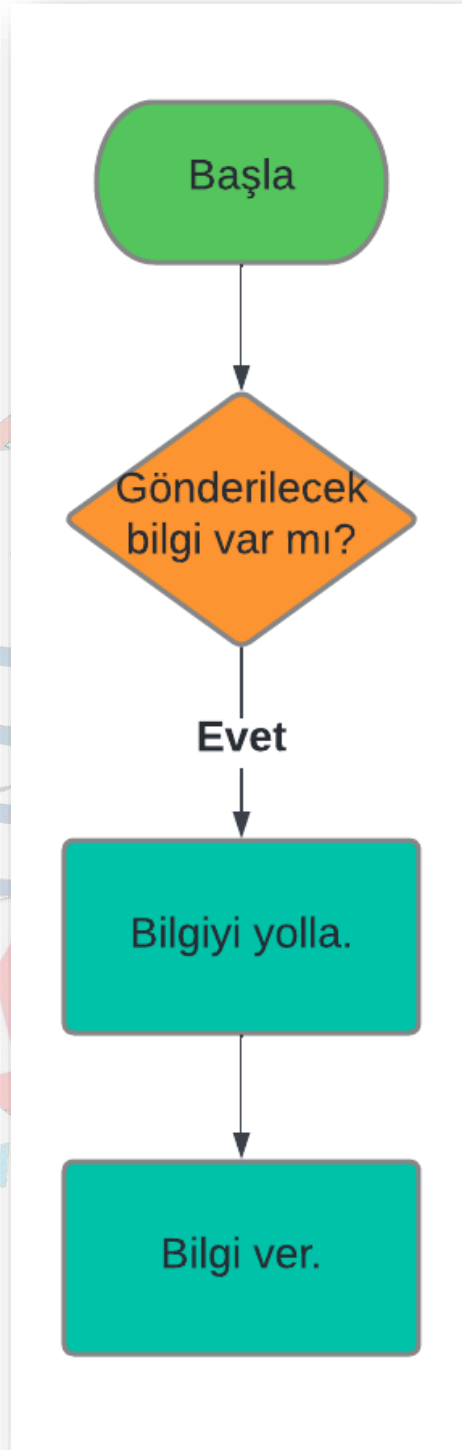 Başla
Gönderilecek
bilgi var mı?
Evet
Bilgiyi yolla.
Bilgi ver.